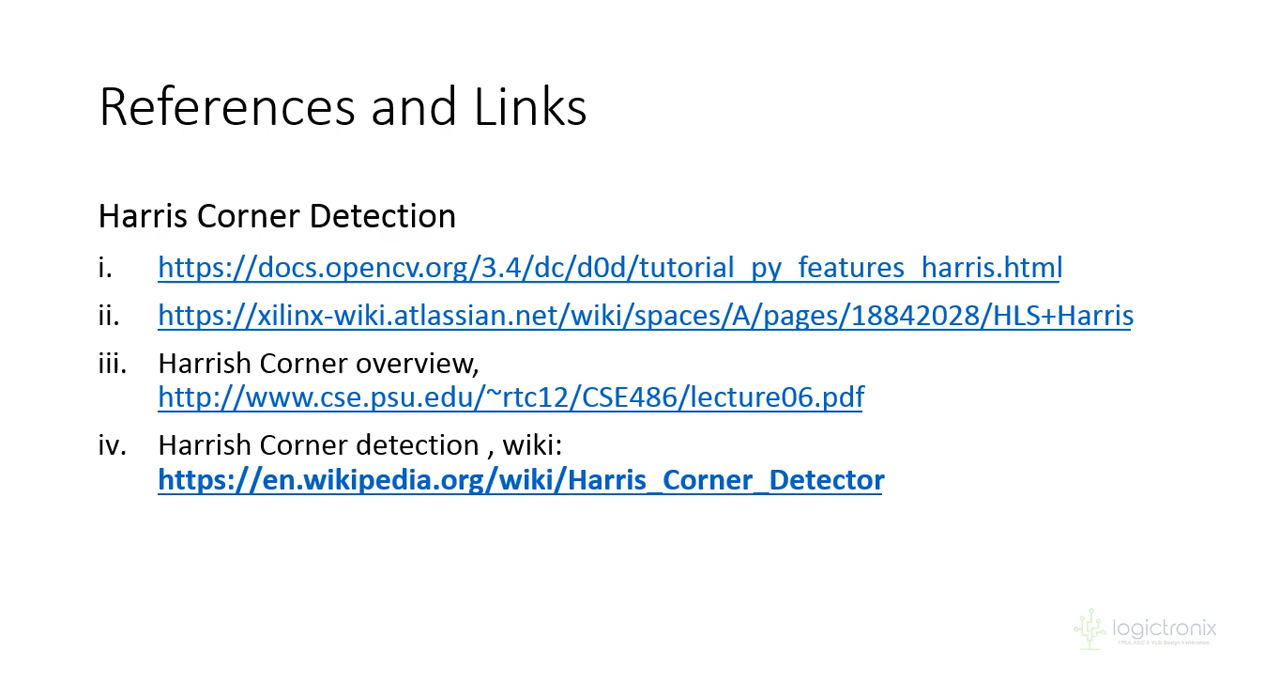 References and Links
Harris Corner Detection
i. https://docs.opencv.org/3.4/dc/d0d/tutorial_py_features_harris.html
ii. https://xilinx-wiki.atlassian.net/wiki/spaces/A/pages/18842028/HLS+Harris
iii. Harrish Corner overview,
http://www.cse.psu.edu/~rtc12/CSE486/lecture06.pdf
iv. Harrish Corner detection , wiki:
https://en.wikipedia.org/wiki/Harris_Corner_Detector
logictronix